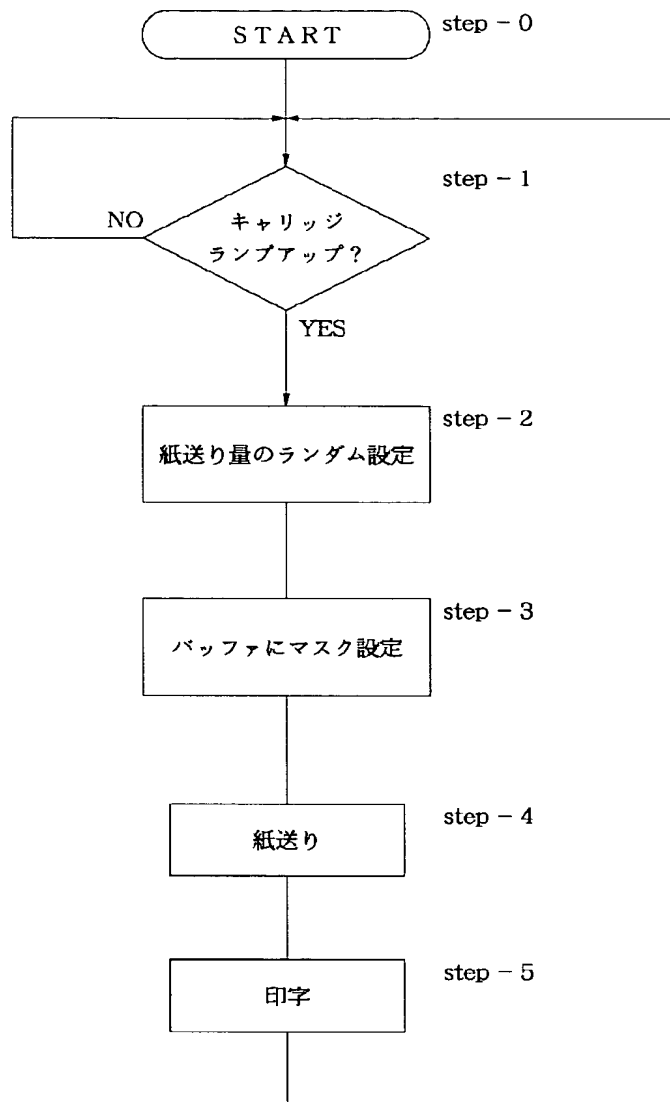 START
step - 0
step - 1
キャリッジ
ランプアップ?
NO
YES
step - 2
紙送り量のランダム設定
step - 3
バッファにマスク設定
step - 4
紙送り
step - 5
印字